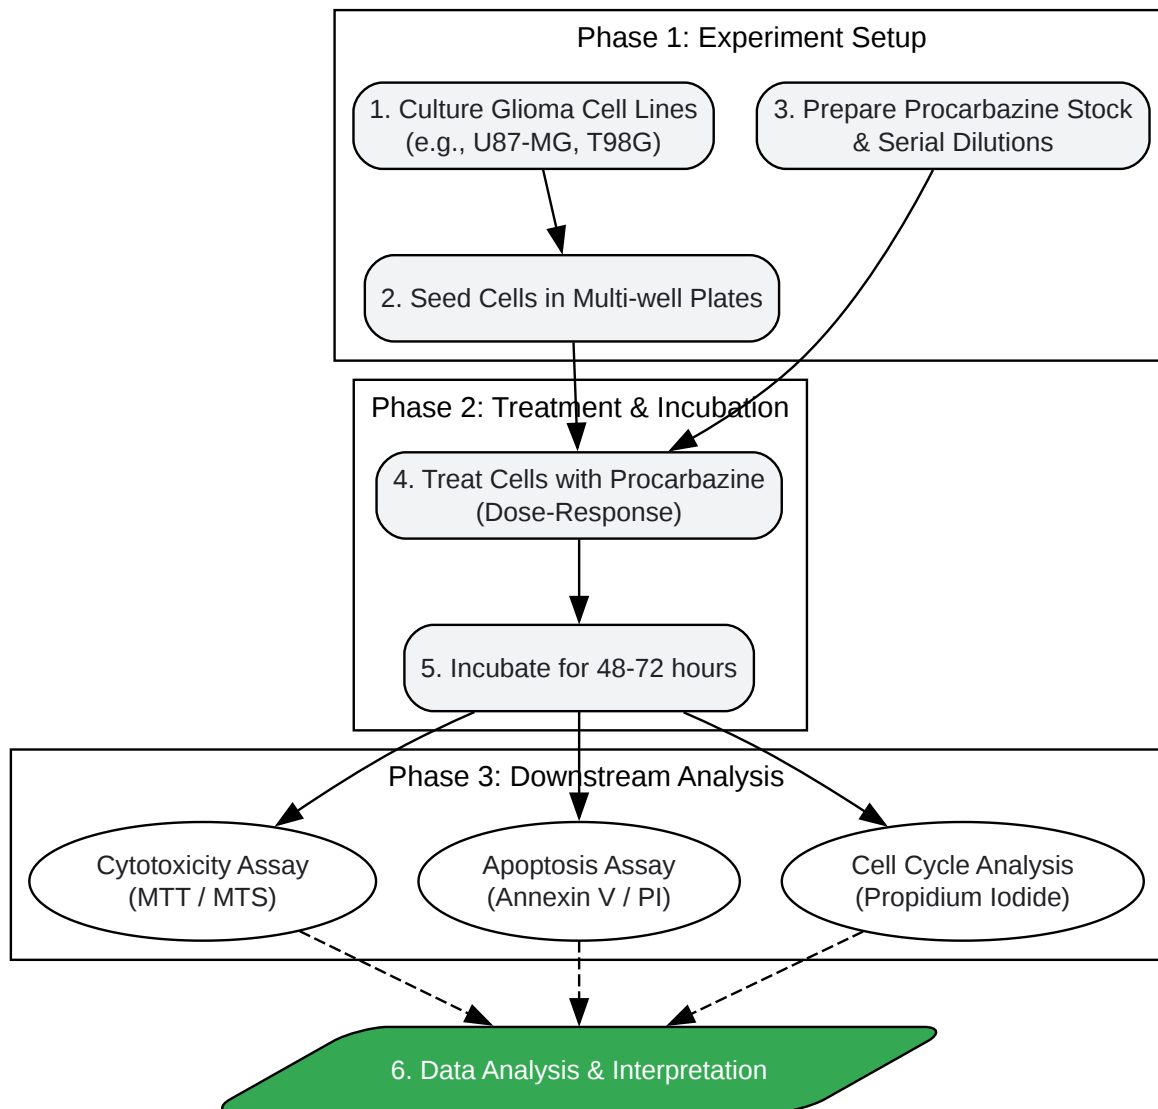 Phase 1: Experiment Setup
1. Culture Glioma Cell Lines
(e.g., U87-MG, T98G)
3. Prepare Procarbazine Stock
& Serial Dilutions
2. Seed Cells in Multi-well Plates
Phase 2: Treatment & Incubation
4. Treat Cells with Procarbazine
(Dose-Response)
5. Incubate for 48-72 hours
Phase 3: Downstream Analysis
Cytotoxicity Assay
(MTT / MTS)
Apoptosis Assay
(Annexin V / PI)
Cell Cycle Analysis
(Propidium Iodide)
6. Data Analysis & Interpretation